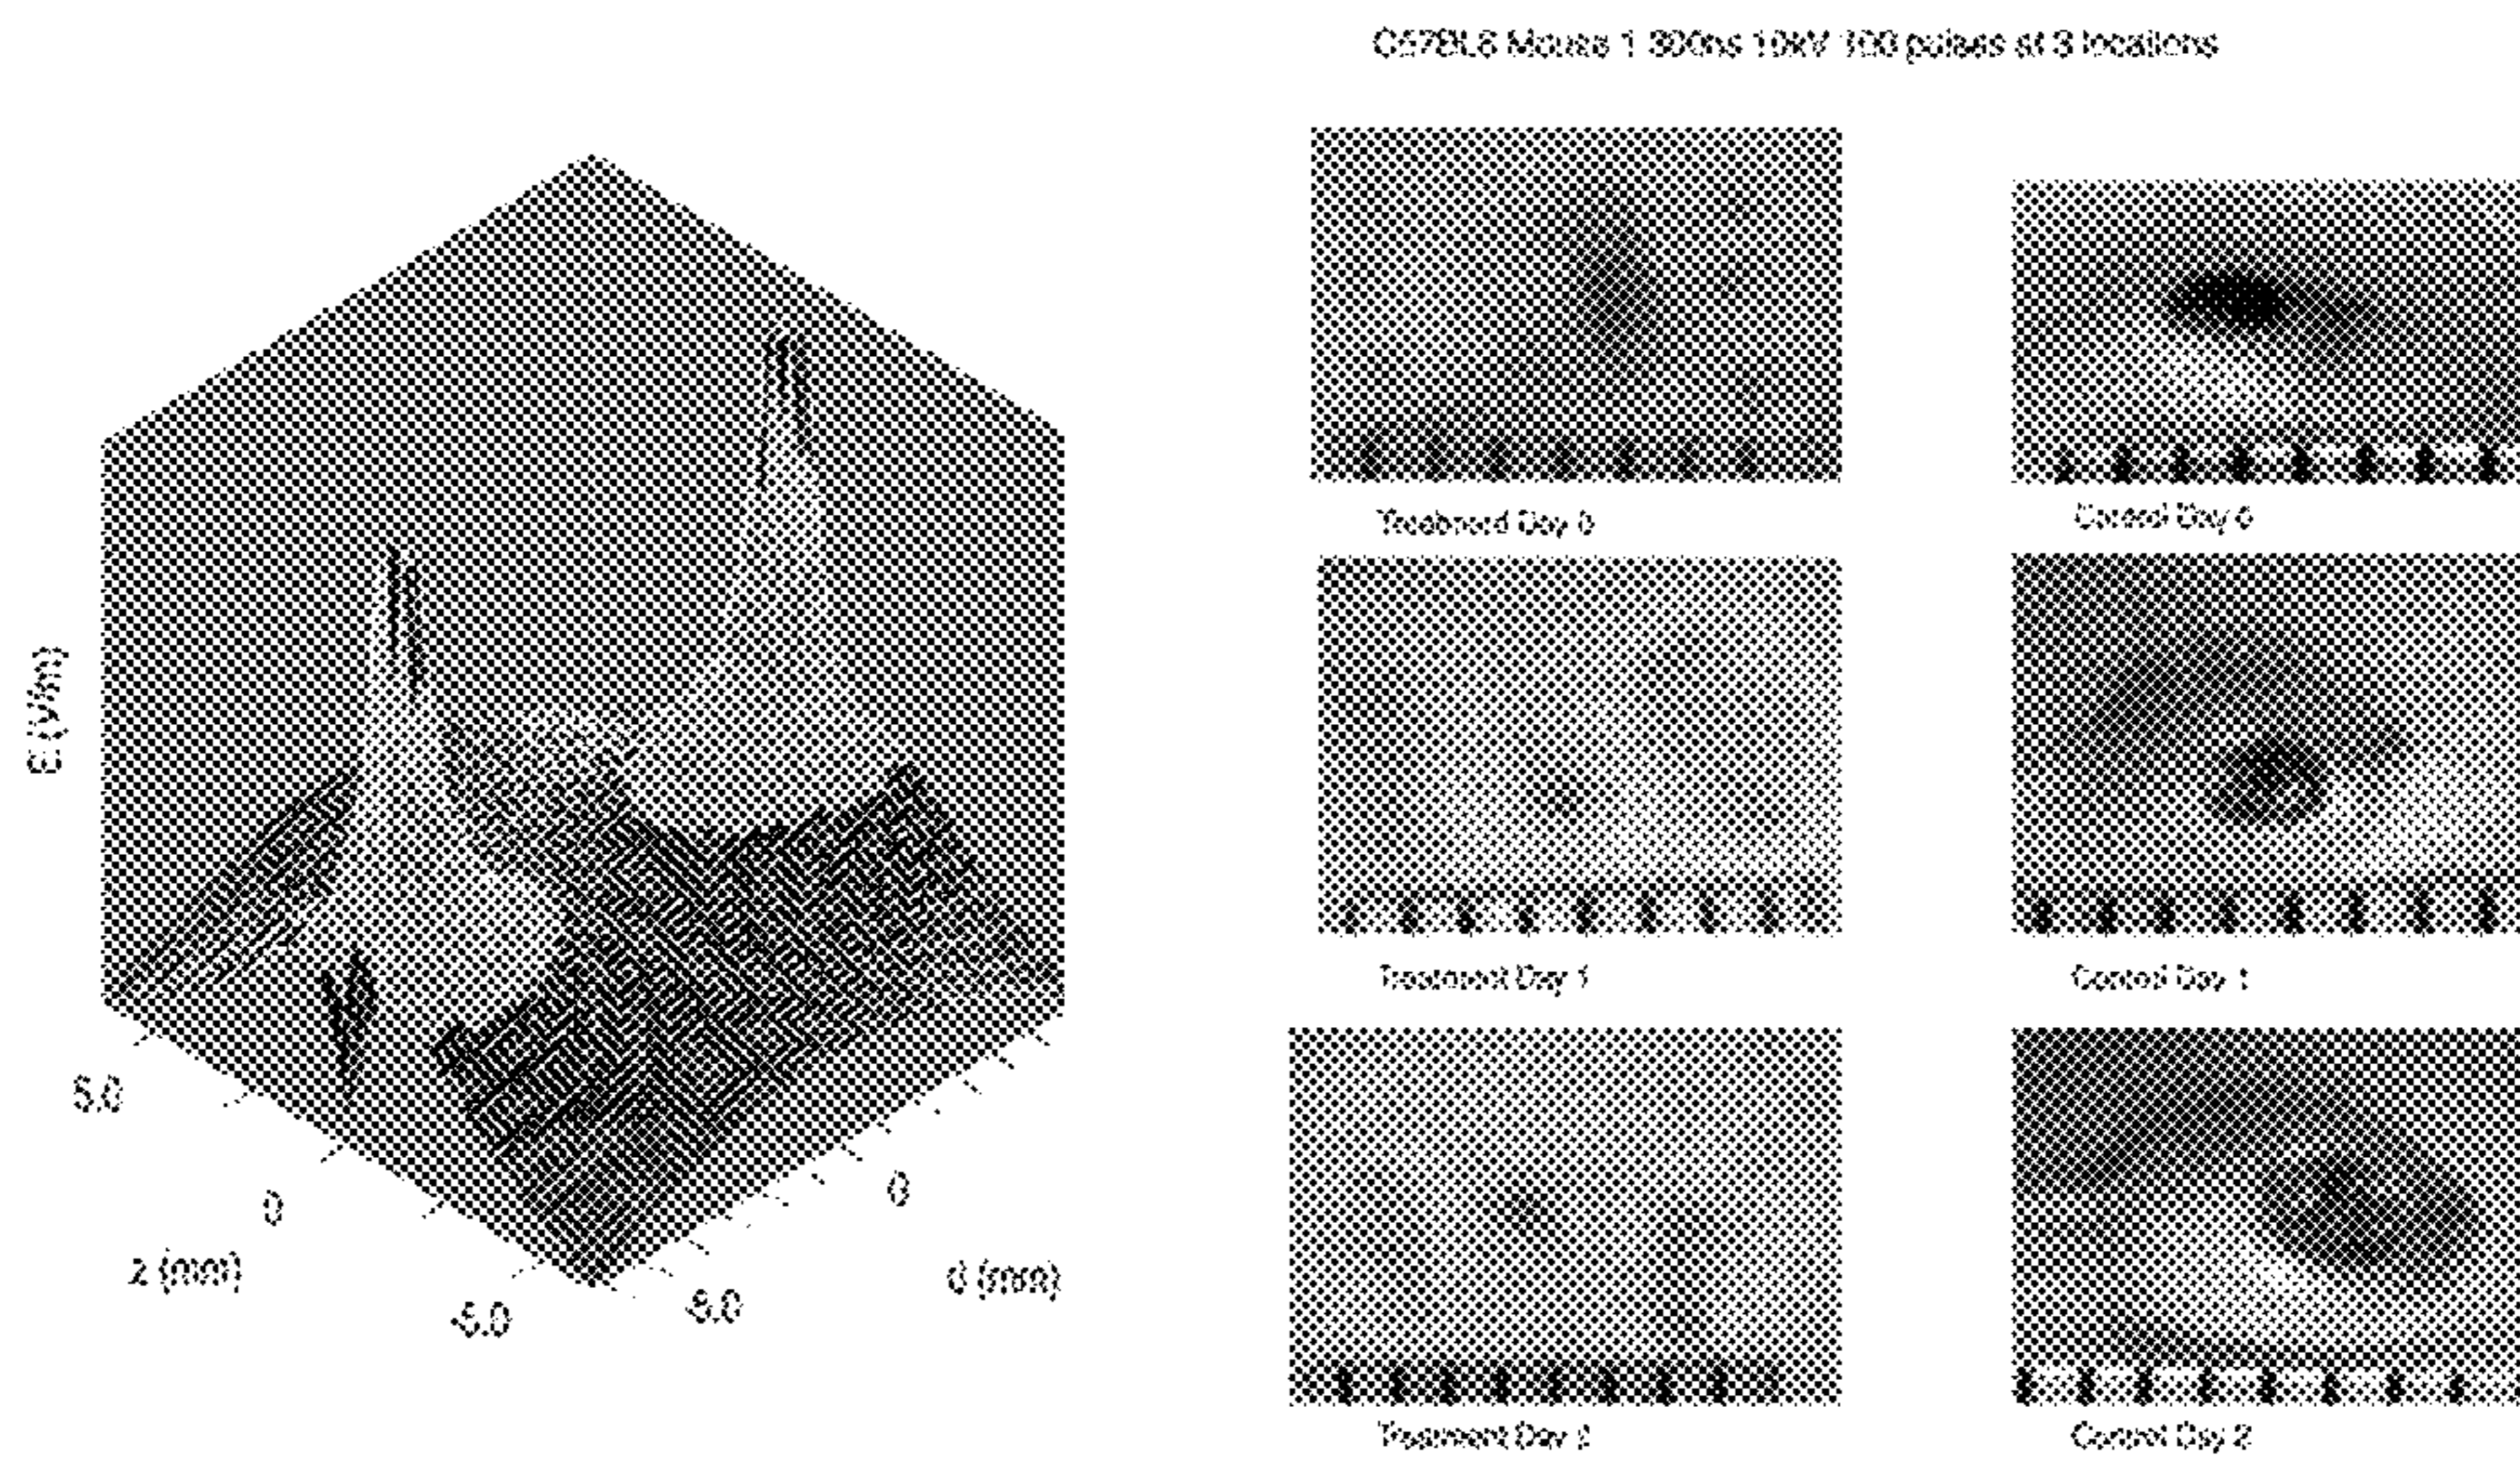 C57BL6 Mouse 1 300ns 10kV 100 pulses at 3 locations
E (V/m)
5.0
0
z (mm)
-5.0
-5.0
0
d (mm)
Treatment Day 0
Control Day 0
Treatment Day 1
Control Day 1
Treatment Day 2
Control Day 2